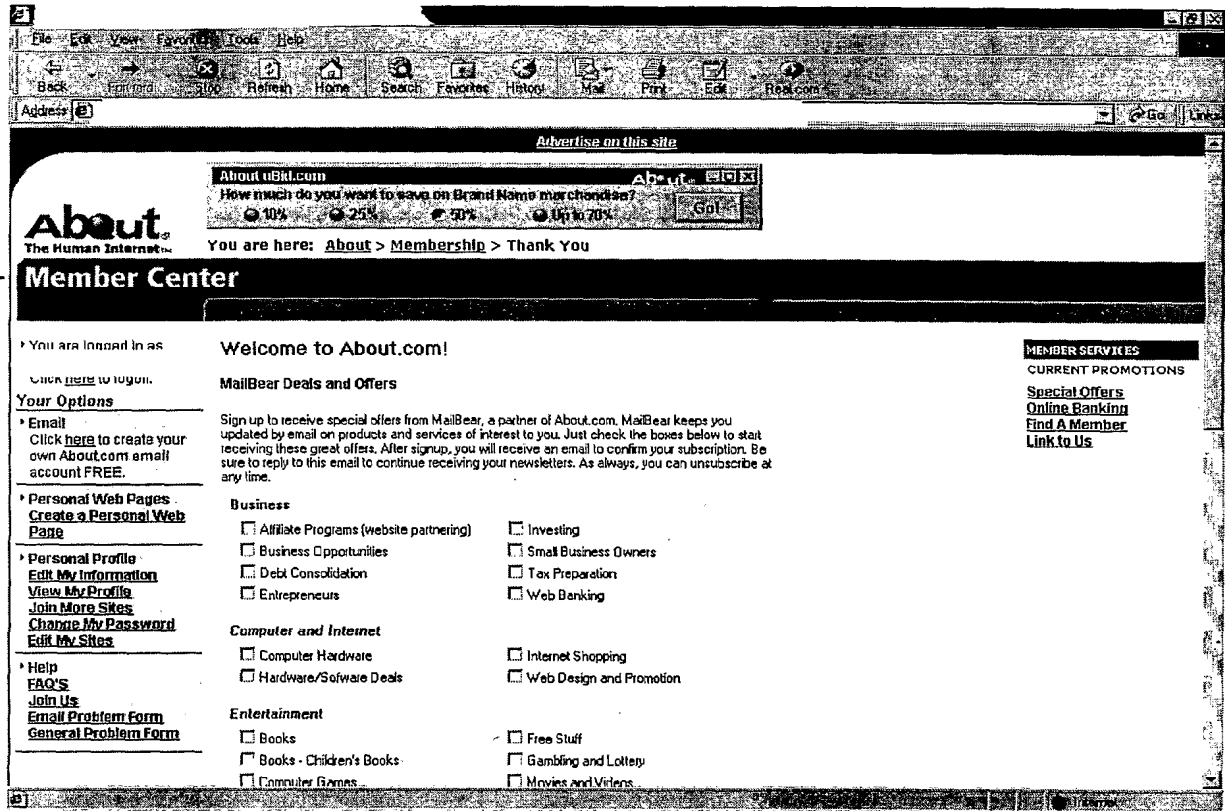 File Edit View Favorites Tools Help
Back Forward Stop Refresh Home Search Favorites History Mail Print Edit Real.com
Address Go Links
Advertise on this site
About.
The Human Internet
About uBid.com About.
How much do you want to save on Brand Name merchandise?
10% 25% 50% Up to 70% Go!
You are here: About > Membership > Thank You
Member Center
You are logged in as
Click here to logoff.
Your Options
Email
Click here to create your
own About.com email
account FREE.
Personal Web Pages
Create a Personal Web
Page
Personal Profile
Edit My Information
View My Profile
Join More Sites
Change My Password
Edit My Sites
Help
FAQ'S
Join Us
Email Problem Form
General Problem Form
Welcome to About.com!
MailBear Deals and Offers
Sign up to receive special offers from MailBear, a partner of About.com. MailBear keeps you
updated by email on products and services of interest to you. Just check the boxes below to start
receiving these great offers. After signup, you will receive an email to confirm your subscription. Be
sure to reply to this email to continue receiving your newsletters. As always, you can unsubscribe at
any time.
Business
Affiliate Programs (website partnering) Investing
Business Opportunities Small Business Owners
Debt Consolidation Tax Preparation
Entrepreneurs Web Banking
Computer and Internet
Computer Hardware Internet Shopping
Hardware/Sofware Deals Web Design and Promotion
Entertainment
Books Free Stuff
Books - Children's Books Gambling and Lottery
Computer Games Movies and Videos
MEMBER SERVICES
CURRENT PROMOTIONS
Special Offers
Online Banking
Find A Member
Link to Us